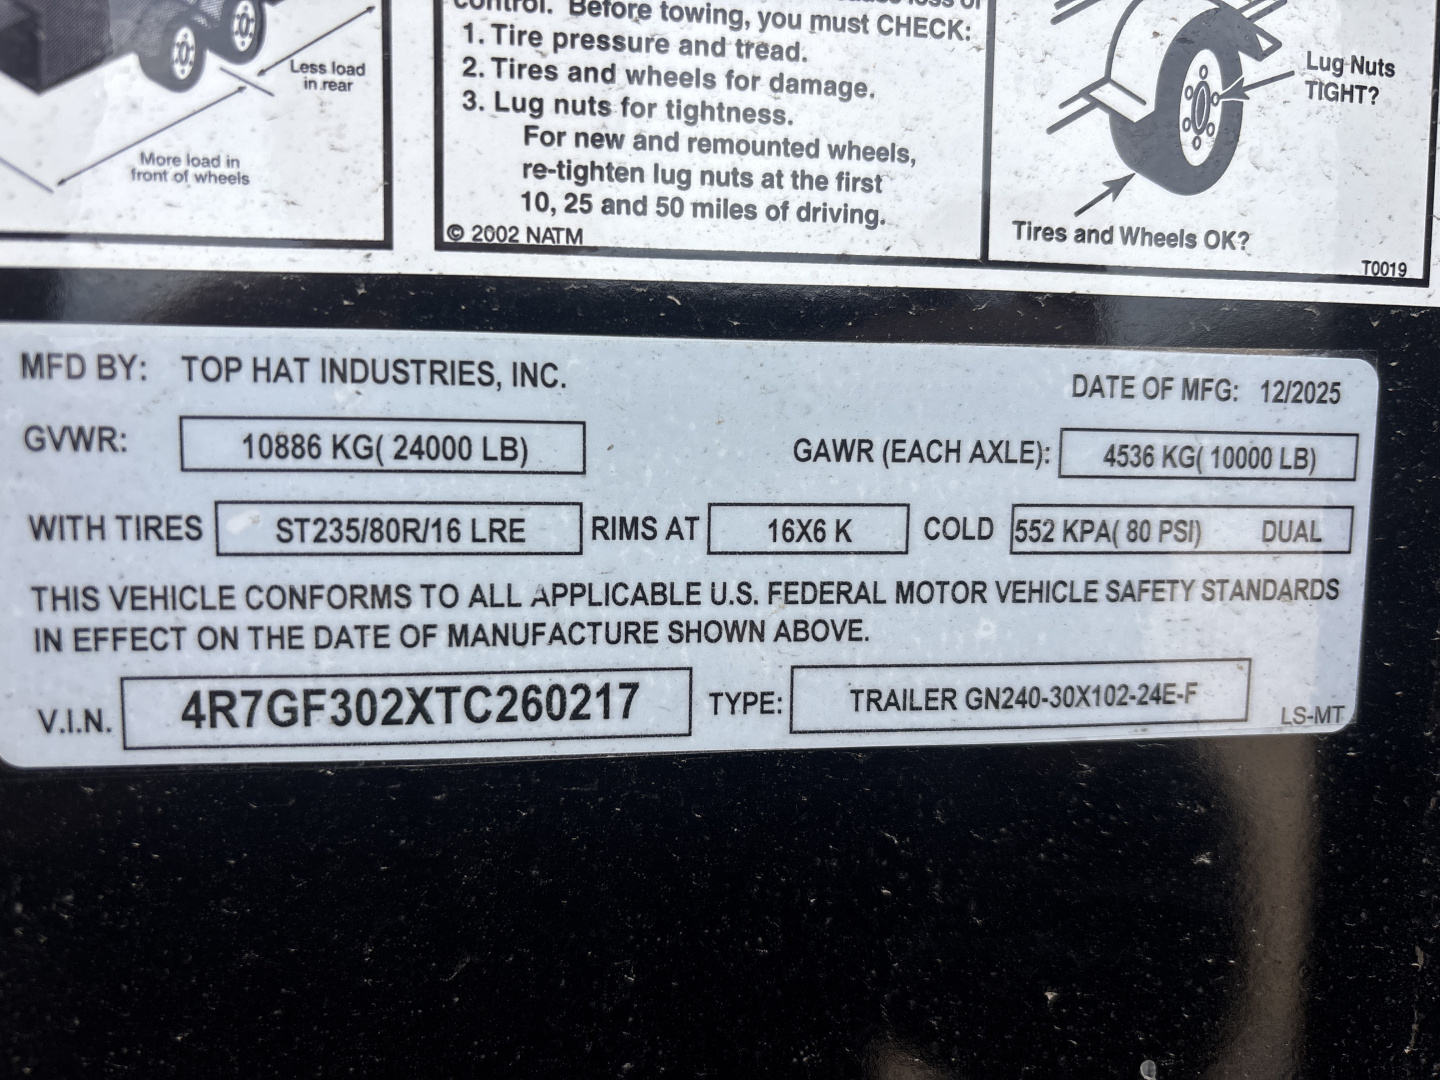 Less load
in rear
More load in
front of wheels
control. Before towing, you must CHECK:
1. Tire pressure and tread.
2. Tires and wheels for damage.
3. Lug nuts for tightness.
For new and remounted wheels,
re-tighten lug nuts at the first
10, 25 and 50 miles of driving.
© 2002 NATM
Lug Nuts
TIGHT?
Tires and Wheels OK?
T0019
MFD BY: TOP HAT INDUSTRIES, INC.
DATE OF MFG: 12/2025
GVWR: 10886 KG( 24000 LB) GAWR (EACH AXLE): 4536 KG( 10000 LB)
WITH TIRES ST235/80R/16 LRE RIMS AT 16X6 K COLD 552 KPA( 80 PSI) DUAL
THIS VEHICLE CONFORMS TO ALL APPLICABLE U.S. FEDERAL MOTOR VEHICLE SAFETY STANDARDS
IN EFFECT ON THE DATE OF MANUFACTURE SHOWN ABOVE.
V.I.N. 4R7GF302XTC260217 TYPE: TRAILER GN240-30X102-24E-F
LS-MT